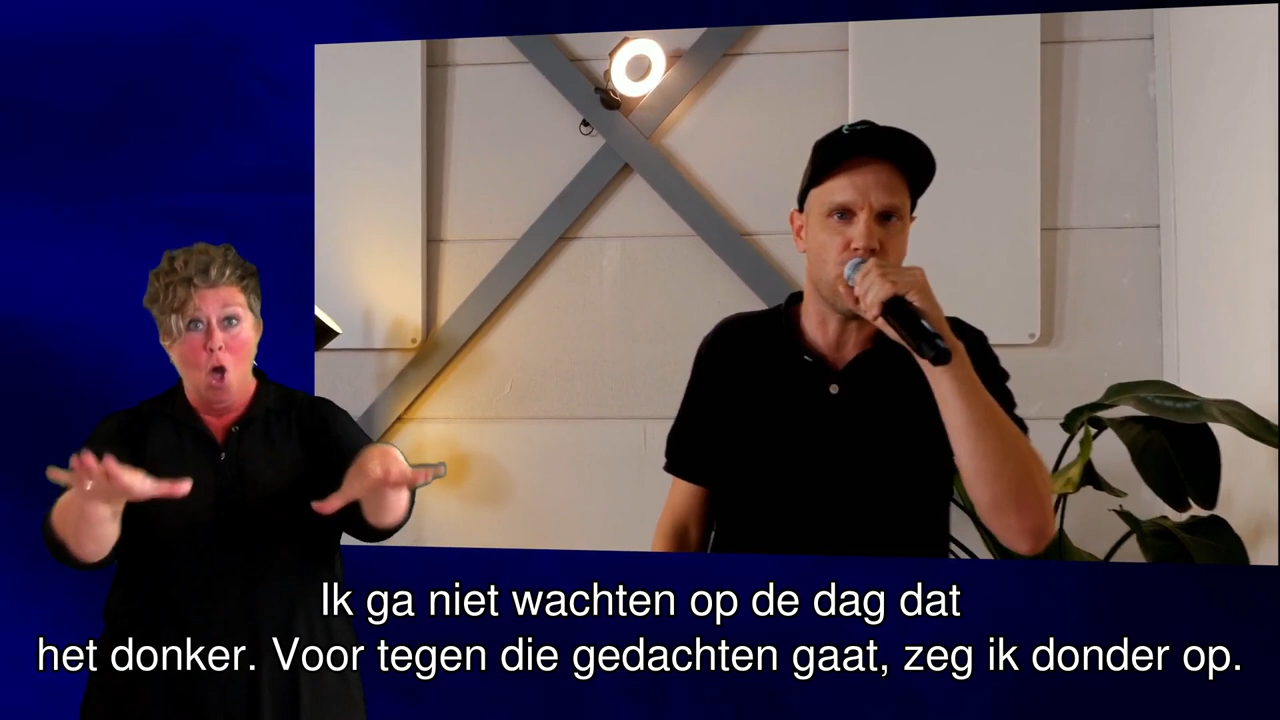 Ik ga niet wachten op de dag dat
het donker. Voor tegen die gedachten gaat, zeg ik donder op.